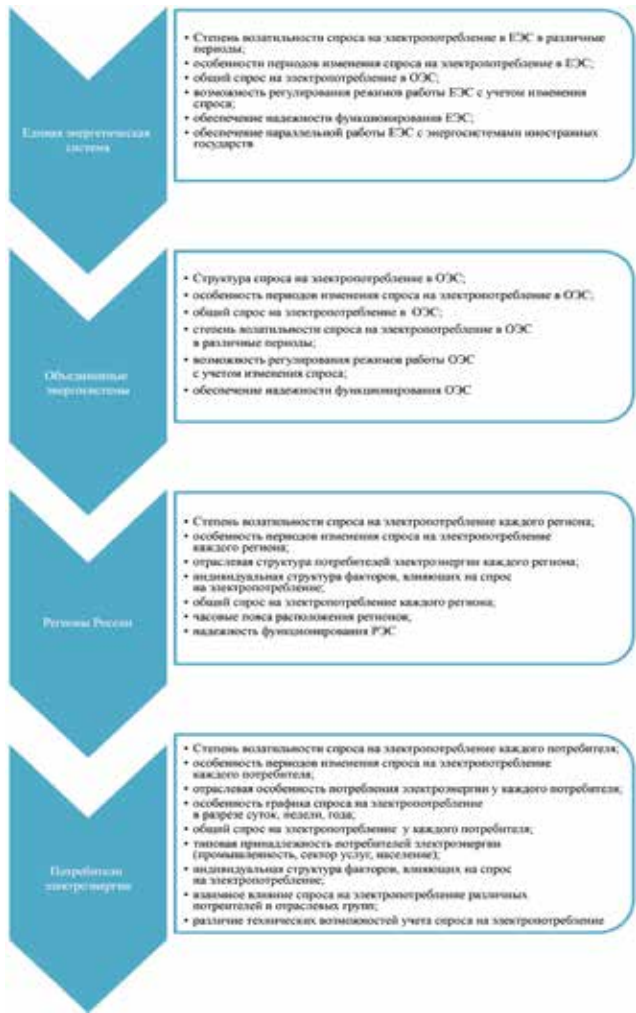 Единая энергетическая
система
• Степень волатильности спроса на электропотребление в ЕЭС в различные
периоды;
• особенности периодов изменения спроса на электропотребление в ЕЭС;
• общий спрос на электропотребление в ОЭС;
• возможность регулирования режимов работы ЕЭС с учетом изменения
спроса;
• обеспечение надежности функционирования ЕЭС;
• обеспечение параллельной работы ЕЭС с энергосистемами иностранных
государств
Объединенные
энергосистемы
• Структура спроса на электропотребление в ОЭС;
• особенность периодов изменения спроса на электропотребление в ОЭС;
• общий спрос на электропотребление в ОЭС;
• степень волатильности спроса на электропотребление в ОЭС
в различные периоды;
• возможность регулирования режимов работы ОЭС
с учетом изменения спроса;
• обеспечение надежности функционирования ОЭС
Регионы России
• Степень волатильности спроса на электропотребление каждого региона;
• особенность периодов изменения спроса на электропотребление
каждого региона;
• отраслевая структура потребителей электроэнергии каждого региона;
• индивидуальная структура факторов, влияющих на спрос
на электропотребление;
• общий спрос на электропотребление каждого региона;
• часовые пояса расположения регионов;
• надежность функционирования РЭС
Потребители
электроэнергии
• Степень волатильности спроса на электропотребление каждого потребителя;
• особенность периодов изменения спроса на электропотребление
каждого потребителя;
• отраслевая особенность потребления электроэнергии у каждого потребителя;
• особенность графика спроса на электропотребление
в разрезе суток, недели, года;
• общий спрос на электропотребление у каждого потребителя;
• типовая принадлежность потребителей электроэнергии
(промышленность, сектор услуг, население);
• индивидуальная структура факторов, влияющих на спрос
на электропотребление;
• взаимное влияние спроса на электропотребление различных
потреителей и отраслевых групп;
• различие технических возможностей учета спроса на электропотребление